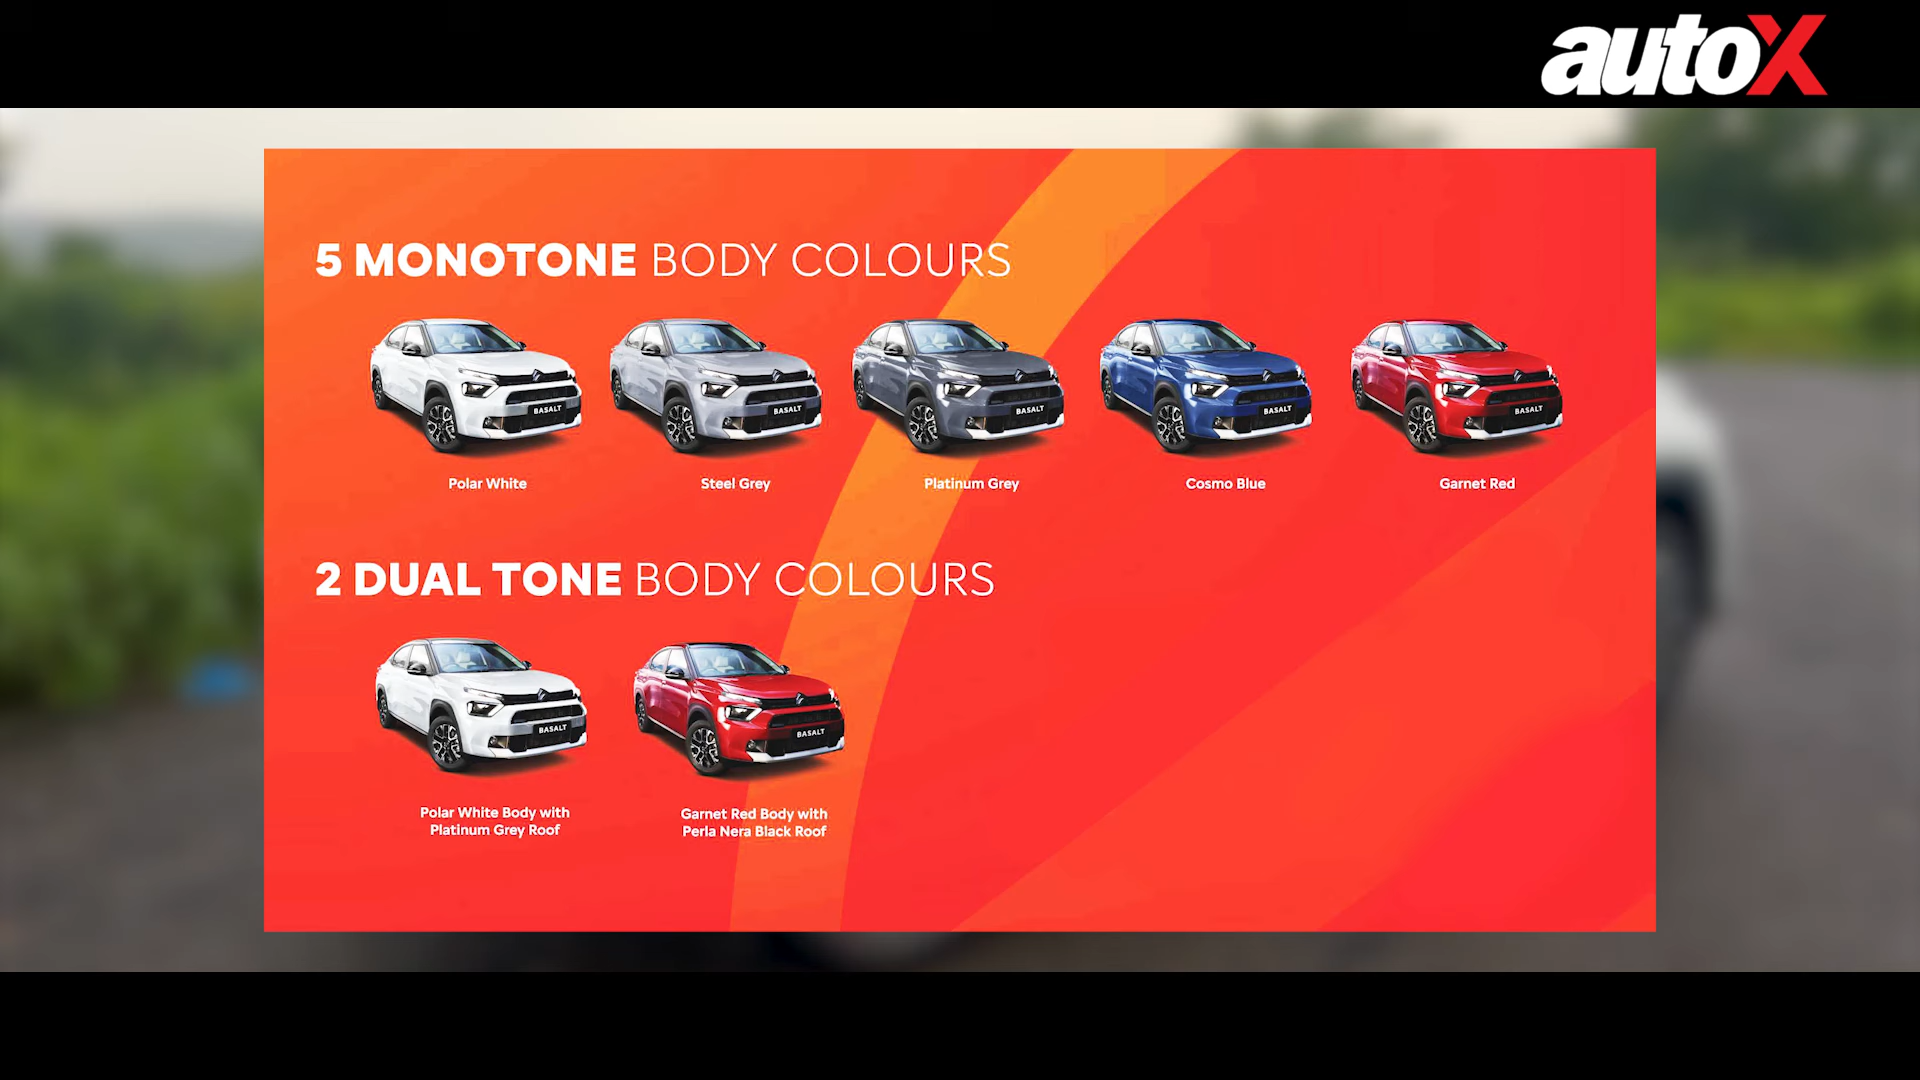 autoX
5 MONOTONE BODY COLOURS
BASALT
BASALT
BASALT
BASALT
BASALT
Polar White
Steel Grey
Platinum Grey
Cosmo Blue
Garnet Red
2 DUAL TONE BODY COLOURS
BASALT
BASALT
Polar White Body with
Platinum Grey Roof
Garnet Red Body with
Perla Nera Black Roof